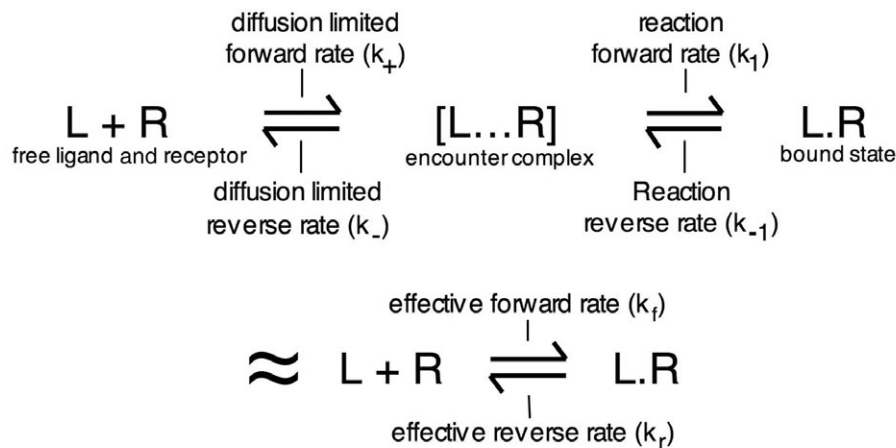 diffusion limited
forward rate (k+)
reaction
forward rate (k1)
L + R
[L...R]
L.R
free ligand and receptor
encounter complex
bound state
diffusion limited
reverse rate (k-)
Reaction
reverse rate (k-1)
effective forward rate (kf)
≈ L + R
L.R
effective reverse rate (kr)